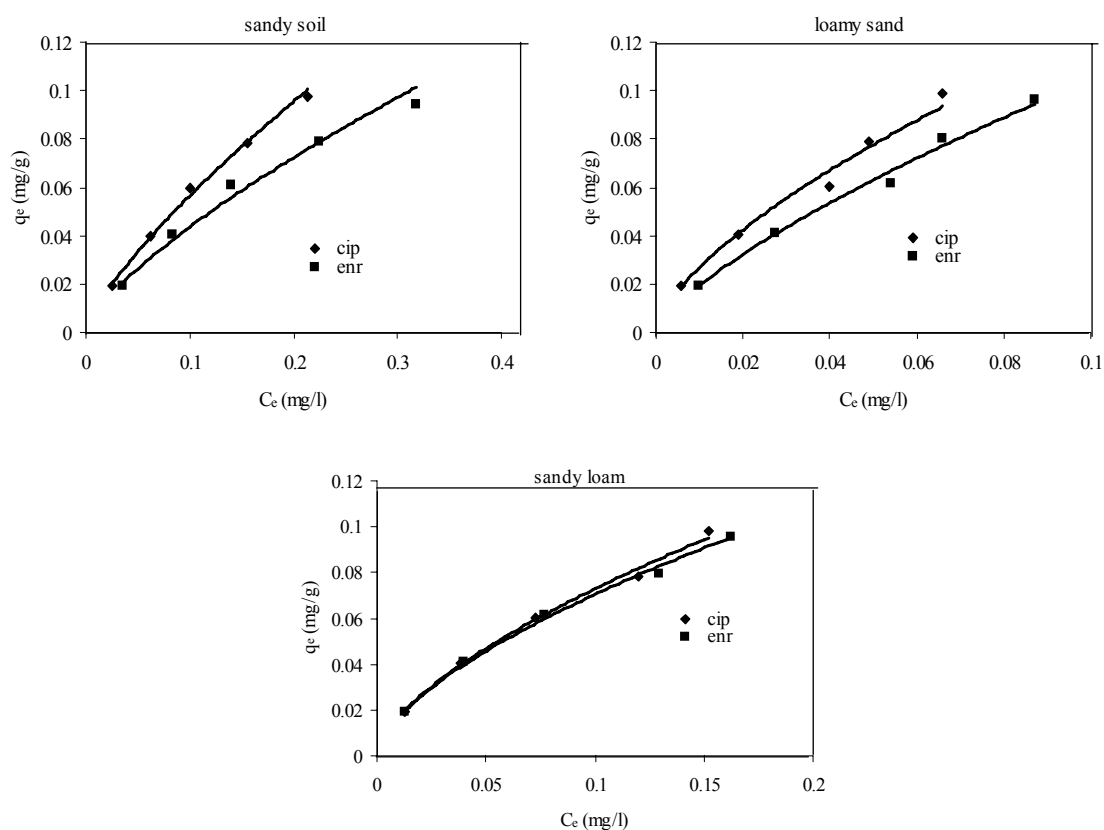 sandy soil
0.12
0.1
0.08
0.06
0.04
0.02
0
qe (mg/g)
cip
enr
0 0.1 0.2 0.3 0.4
Ce (mg/l)
loamy sand
0.12
0.1
0.08
0.06
0.04
0.02
0
qe (mg/g)
cip
enr
0 0.02 0.04 0.06 0.08 0.1
Ce (mg/l)
sandy loam
0.12
0.1
0.08
0.06
0.04
0.02
0
qe (mg/g)
cip
enr
0 0.05 0.1 0.15 0.2
Ce (mg/l)